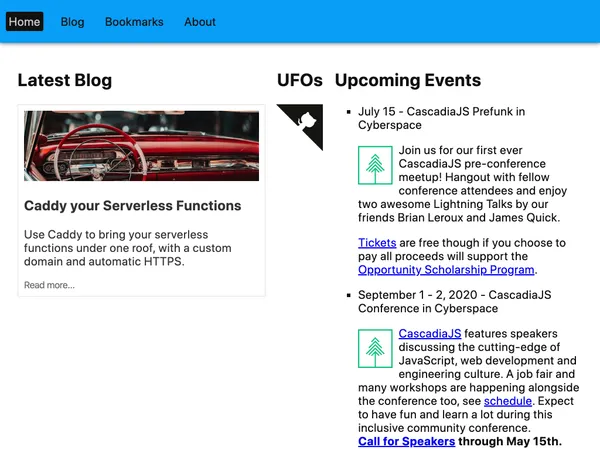 Home Blog Bookmarks About
Latest Blog
Caddy your Serverless Functions
Use Caddy to bring your serverless
functions under one roof, with a custom
domain and automatic HTTPS.
Read more...
UFOs
Upcoming Events
July 15 - CascadiaJS Prefunk in
Cyberspace
Join us for our first ever
CascadiaJS pre-conference
meetup! Hangout with fellow
conference attendees and enjoy
two awesome Lightning Talks by our
friends Brian Leroux and James Quick.
Tickets are free though if you choose to
pay all proceeds will support the
Opportunity Scholarship Program.
September 1 - 2, 2020 - CascadiaJS
Conference in Cyberspace
CascadiaJS features speakers
discussing the cutting-edge of
JavaScript, web development and
engineering culture. A job fair and
many workshops are happening alongside
the conference too, see schedule. Expect
to have fun and learn a lot during this
inclusive community conference.
Call for Speakers through May 15th.